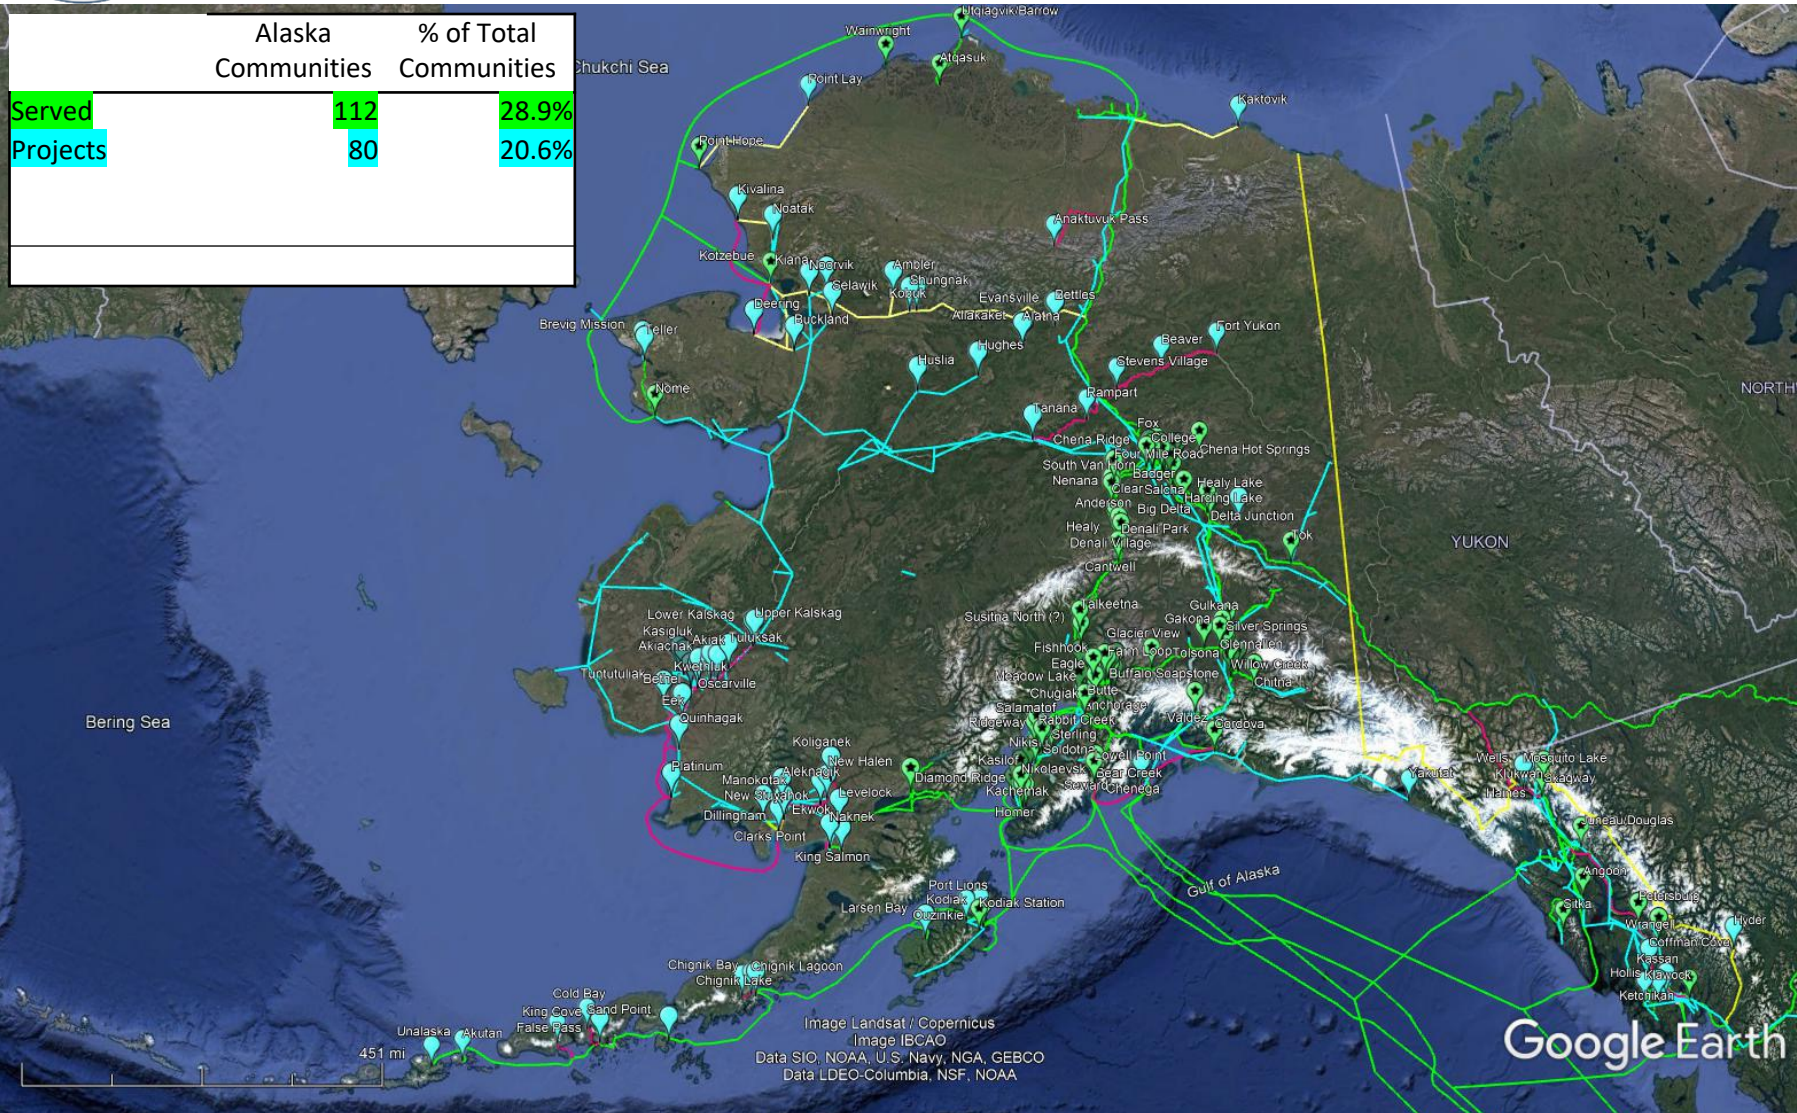 Alaska Communities
% of Total Communities
Served 112 28.9%
Projects 80 20.6%
Chukchi Sea
Utqiagvik/Barrow
Wainwright
Atqasuk
Point Lay
Kaktovik
Point Hope
Kivalina
Noatak
Anaktuvuk Pass
Kotzebue
Kiana
Noorvik
Ambler
Shungnak
Selawik
Kobuk
Evansville
Bettles
Deering
Buckland
Allakaket
Alatna
Brevig Mission
Teller
Hughes
Huslia
Beaver
Fort Yukon
Stevens Village
Rampart
Nome
Tanana
NORTHW
Fox
Chena Ridge
College
Chena Hot Springs
Four Mile Road
South Van Horn
Badger
Nenana
Clear
Salcha
Healy Lake
Harding Lake
Anderson
Big Delta
Delta Junction
Healy
Denali Park
Denali Village
Tok
Cantwell
YUKON
Talkeetna
Susitna North (?)
Gulkana
Gakona
Silver Springs
Glacier View
Glennallen
Fishhook
Farm Loop
Tolsona
Eagle
Willow Creek
Meadow Lake
Buffalo Soapstone
Chitna
Chugiak
Butte
Anchorage
Salamatof
Ridgeway
Rabbit Creek
Valdez
Cordova
Sterling
Nikis
Soldotna
Lowell Point
Kasilof
Nikolaevsk
Bear Creek
Seward
Chenega
Diamond Ridge
Kachemak
Homer
Lower Kalskag
Upper Kalskag
Kasigluk
Akiak
Tuluksak
Akiachak
Kwethluk
Tuntutuliak
Bethel
Oscarville
Eek
Quinhagak
Bering Sea
Koliganek
New Halen
Platinum
Aleknagik
Manokotak
New Stuyahok
Levelock
Ekwok
Dillingham
Naknek
Clarks Point
King Salmon
Yakutat
Wells
Mosquito Lake
Klukwan
Skagway
Haines
Juneau/Douglas
Gulf of Alaska
Angoon
Petersburg
Sitka
Wrangell
Hyder
Coffman Cove
Kassan
Hollis
Klawock
Ketchikan
Port Lions
Kodiak
Kodiak Station
Larsen Bay
Ouzinkie
Chignik Bay
Chignik Lagoon
Chignik Lake
Cold Bay
King Cove
Sand Point
False Pass
Unalaska
Akutan
451 mi
Image Landsat / Copernicus
Image IBCAO
Data SIO, NOAA, U.S. Navy, NGA, GEBCO
Data LDEO-Columbia, NSF, NOAA
Google Earth